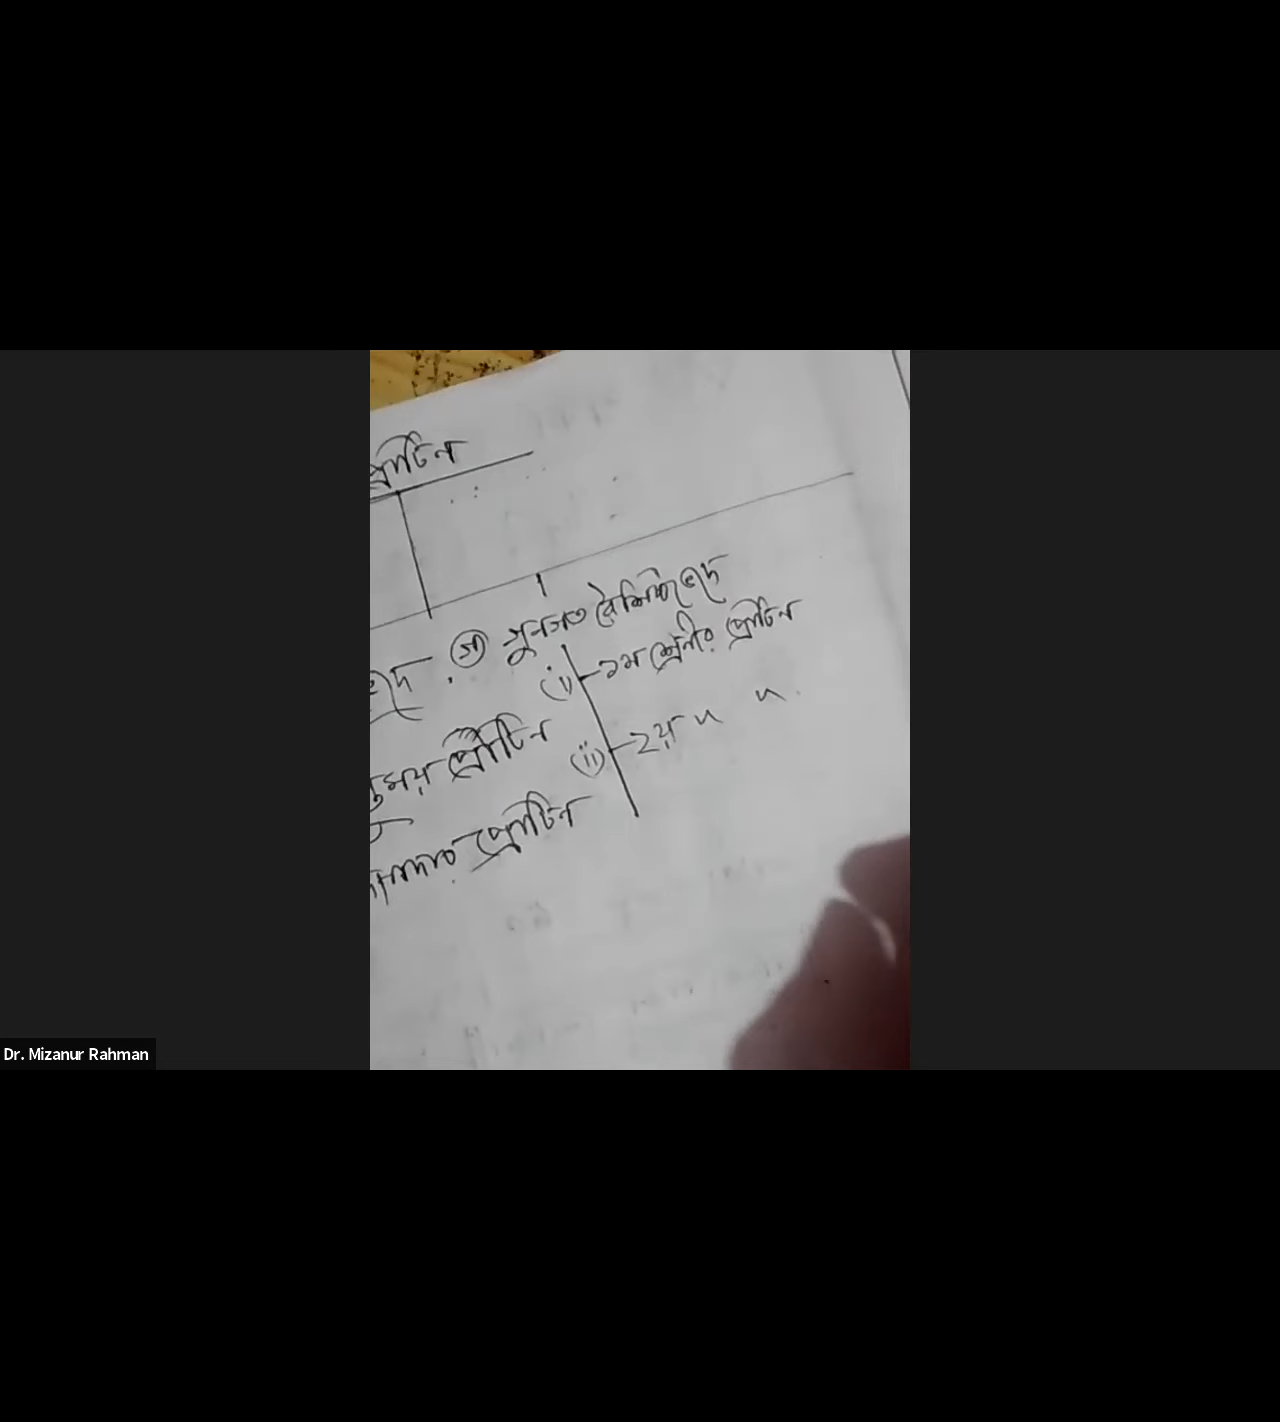 প্রোটিন
ভেদে . গ) গুনগত বৈশিষ্ট্যভেদে
(i) ১ম শ্রেনীর প্রোটিন
প্রোটিন
(ii) ২য় " "
প্রোটিন
Dr. Mizanur Rahman